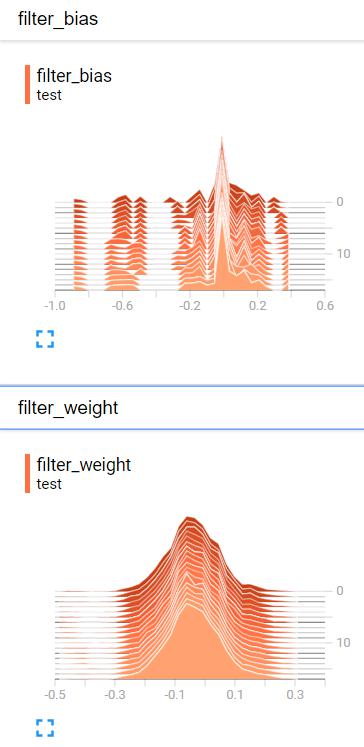 filter_bias
filter_bias
test
0
10
-1.0 -0.6 -0.2 0.2 0.6
filter_weight
filter_weight
test
0
10
-0.5 -0.3 -0.1 0.1 0.3